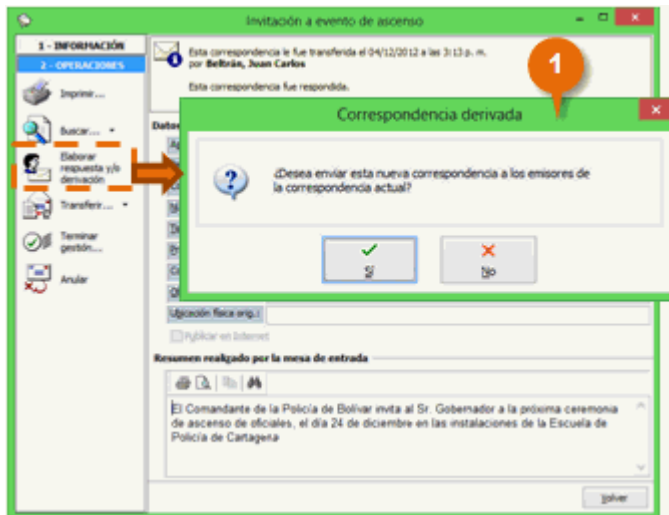 Invitación a evento de ascenso
1 - INFORMACIÓN
2 - OPERACIONES
Imprimir...
Buscar...
Elaborar
respuesta y/o
derivación
Transferir...
Terminar
gestión...
Anular
Esta correspondencia le fue transferida el 04/12/2012 a las 3:13 p. m.
por Beltrán, Juan Carlos
Esta correspondencia fue respondida.
1
Datos
Correspondencia derivada
¿Desea enviar esta nueva correspondencia a los emisores de
la correspondencia actual?
Sí
No
Ubicación física orig.:
Publicar en Internet
Resumen realizado por la mesa de entrada
El Comandante de la Policía de Bolívar invita al Sr. Gobernador a la próxima ceremonia
de ascenso de oficiales, el día 24 de diciembre en las instalaciones de la Escuela de
Policía de Cartagena
Volver